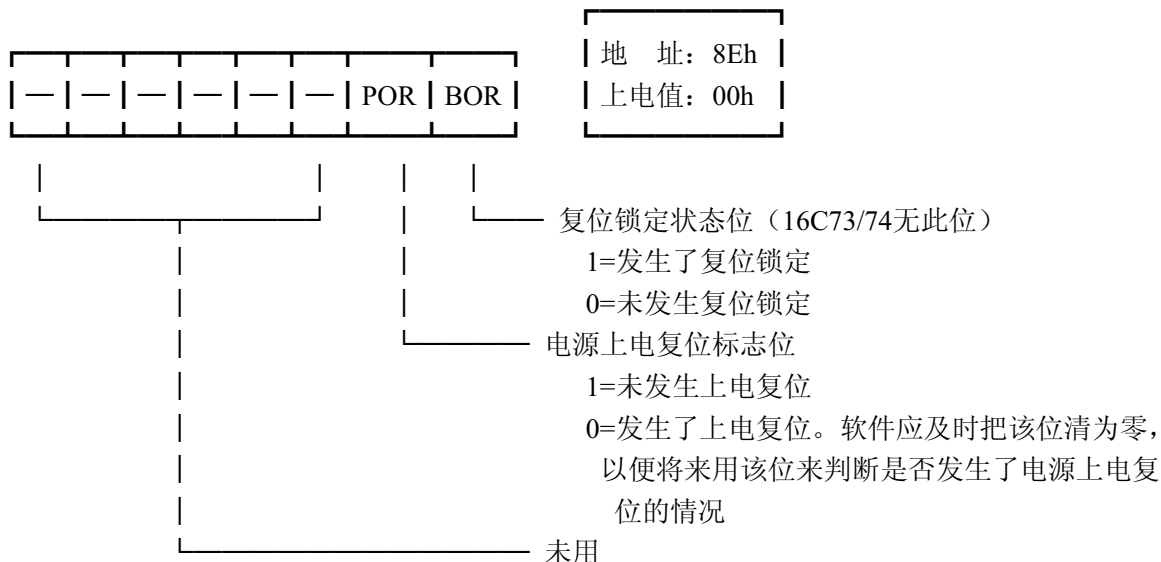 地 址：8Eh
— — — — — — POR BOR
上电值：00h
复位锁定状态位（16C73/74无此位）
1=发生了复位锁定
0=未发生复位锁定
电源上电复位标志位
1=未发生上电复位
0=发生了上电复位。软件应及时把该位清为零，
以便将来用该位来判断是否发生了电源上电复
位的情况
未用